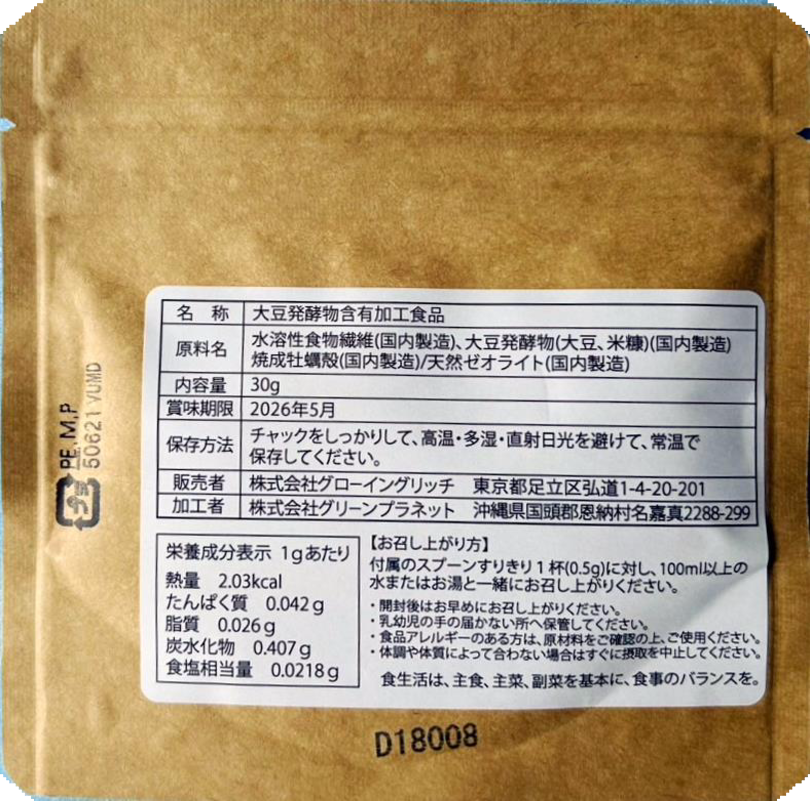 名 称 大豆発酵物含有加工食品
原料名 水溶性食物繊維(国内製造)、大豆発酵物(大豆、米糠)(国内製造)
焼成牡蠣殻(国内製造)/天然ゼオライト(国内製造)
内容量 30g
賞味期限 2026年5月
保存方法 チャックをしっかりして、高温・多湿・直射日光を避けて、常温で
保存してください。
販売者 株式会社グローイングリッチ 東京都足立区弘道1-4-20-201
加工者 株式会社グリーンプラネット 沖縄県国頭郡恩納村名嘉真2288-299
栄養成分表示 1gあたり
熱量 2.03kcal
たんぱく質 0.042g
脂質 0.026g
炭水化物 0.407g
食塩相当量 0.0218g
【お召し上がり方】
付属のスプーンすりきり1杯(0.5g)に対し、100ml以上の
水またはお湯と一緒にお召し上がりください。
・開封後はお早めにお召し上がりください。
・乳幼児の手の届かない所へ保管してください。
・食品アレルギーのある方は、原材料をご確認の上、ご使用ください。
・体調や体質によって合わない場合はすぐに摂取を中止してください。
食生活は、主食、主菜、副菜を基本に、食事のバランスを。
プラ
PE,M,P
50621 YUMD
D18008